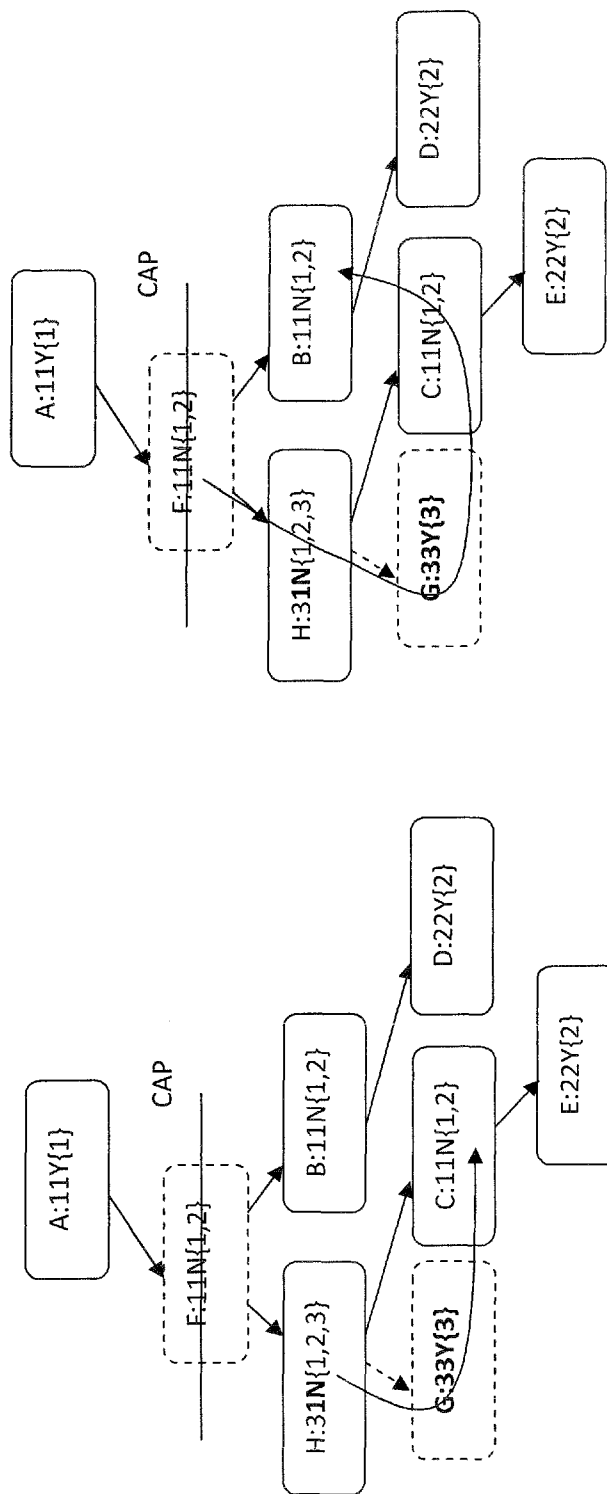 A:11Y{1}
CAP
F:11N{1,2}
H:31N{1,2,3}
B:11N{1,2}
G:33Y{3}
C:11N{1,2}
D:22Y{2}
E:22Y{2}
A:11Y{1}
CAP
F:11N{1,2}
H:31N{1,2,3}
B:11N{1,2}
G:33Y{3}
C:11N{1,2}
D:22Y{2}
E:22Y{2}